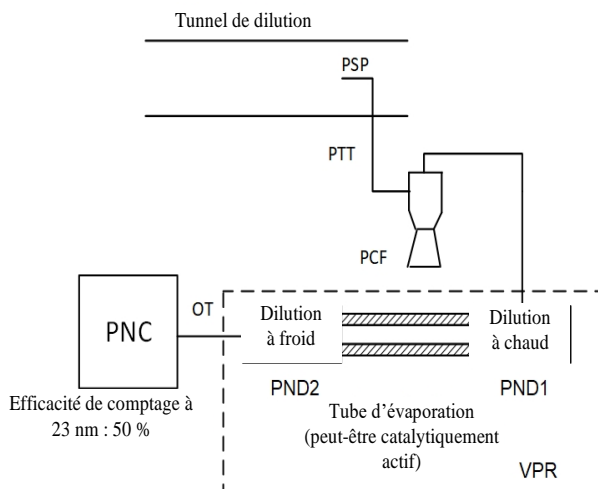 Tunnel de dilution
PSP
PTT
PCF
OT
PNC
Dilution
à froid
Dilution
à chaud
PND2
PND1
Efficacité de comptage à
23 nm : 50 %
Tube d’évaporation
(peut-être catalytiquement
actif)
VPR